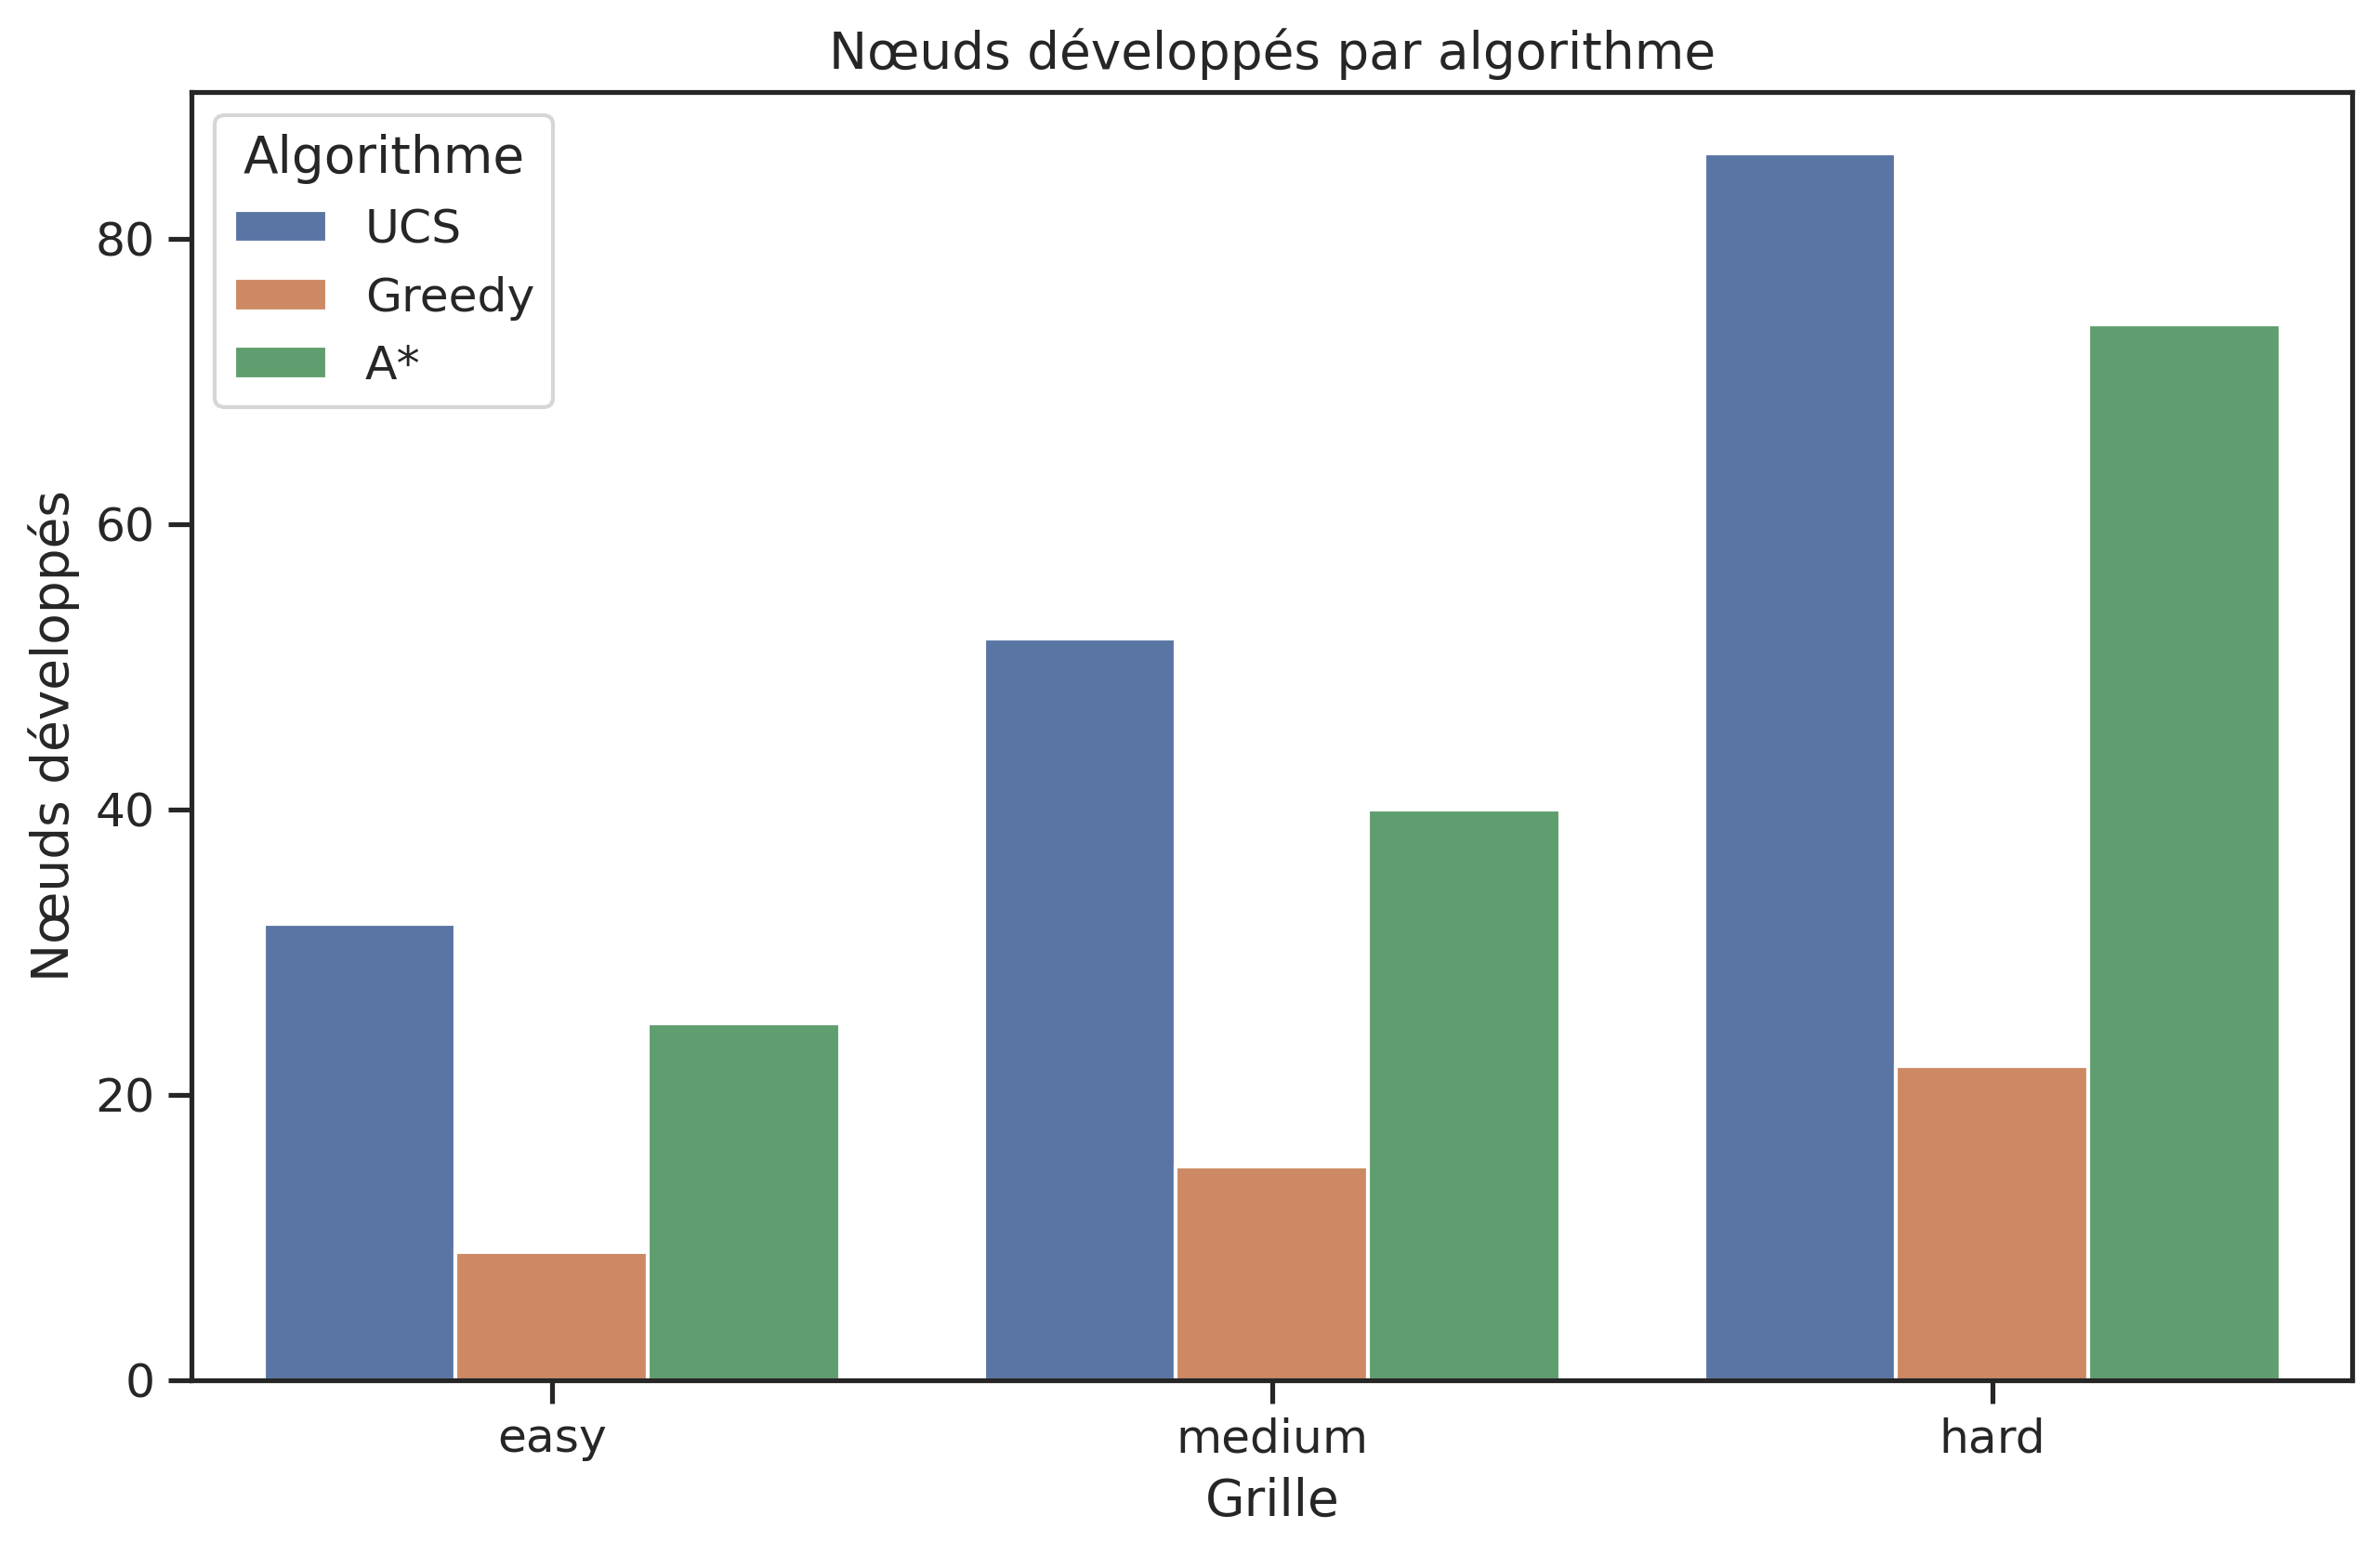 Nœuds développés par algorithme
Algorithme
UCS
Greedy
A*
Nœuds développés
80
60
40
20
0
easy
medium
hard
Grille